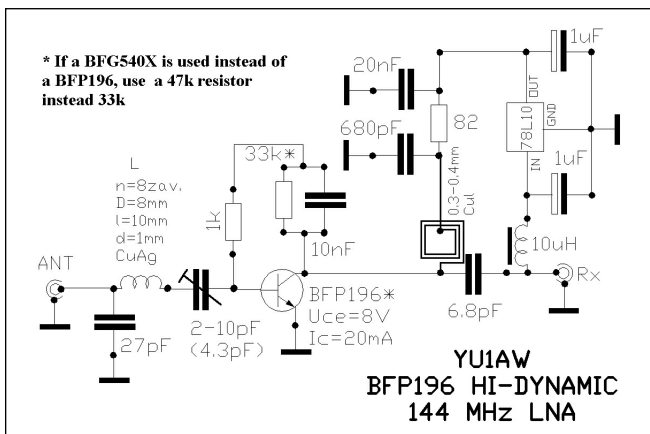 * If a BFG540X is used instead of
a BFP196, use a 47k resistor
instead 33k
20nF
1uF
OUT
78L10
GND
IN
680pF
82
0.3-0.4mm
CuI
1uF
33k*
L
n=8zav.
D=8mm
l=10mm
d=1mm
CuAg
1k
10nF
10uH
ANT
Rx
BFP196*
Uce=8V
Ic=20mA
27pF
2-10pF
(4.3pF)
6.8pF
YU1AW
BFP196 HI-DYNAMIC
144 MHz LNA